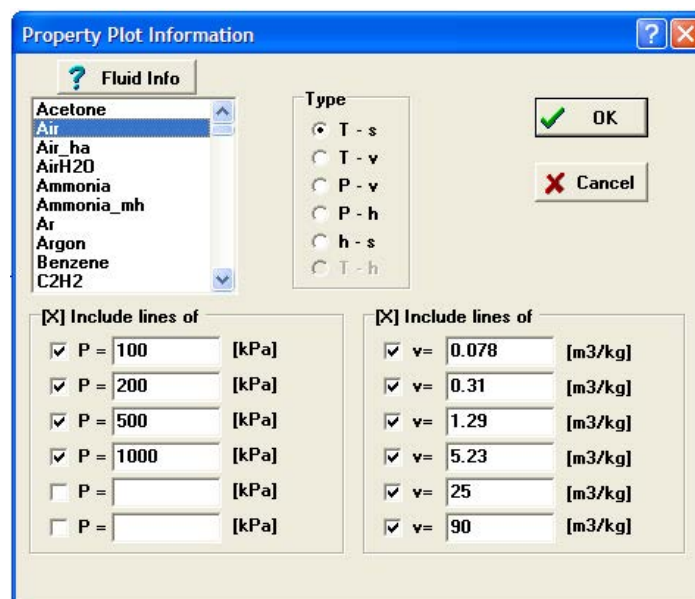 Property Plot Information
? Fluid Info
Acetone
Air
Air_ha
AirH2O
Ammonia
Ammonia_mh
Ar
Argon
Benzene
C2H2
Type
T - s
T - v
P - v
P - h
h - s
T - h
OK
Cancel
[X] Include lines of
P = 100 [kPa]
P = 200 [kPa]
P = 500 [kPa]
P = 1000 [kPa]
P = [kPa]
P = [kPa]
[X] Include lines of
v= 0.078 [m3/kg]
v= 0.31 [m3/kg]
v= 1.29 [m3/kg]
v= 5.23 [m3/kg]
v= 25 [m3/kg]
v= 90 [m3/kg]